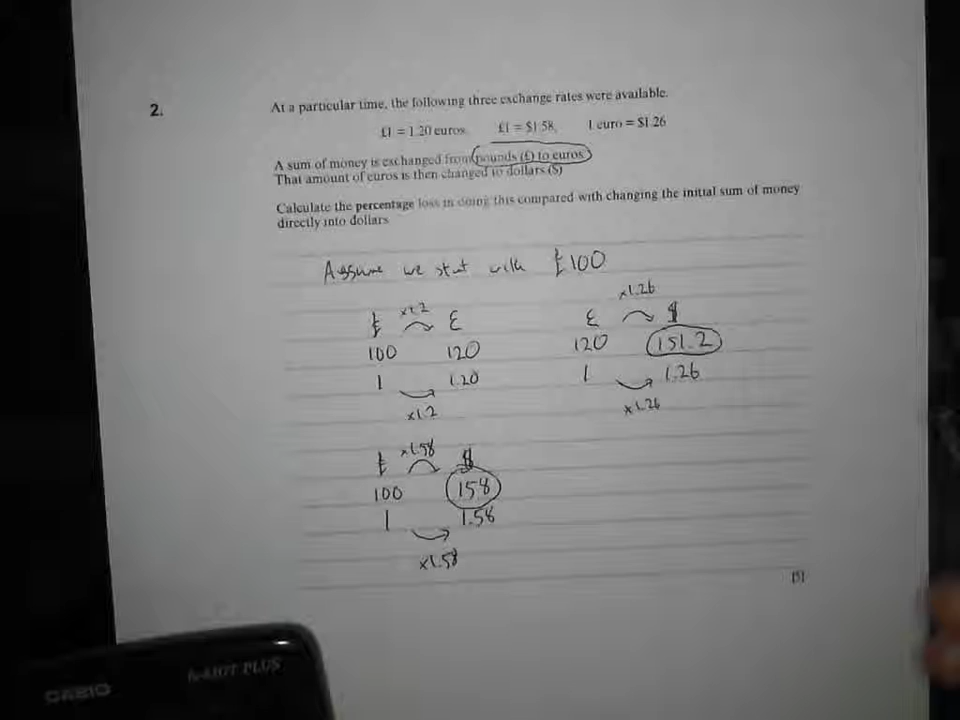 2.
At a particular time, the following three exchange rates were available.
£1 = 1.20 euros £1 = $1.58 1 euro = $1.26
A sum of money is exchanged from pounds (£) to euros
That amount of euros is then changed to dollars ($)
Calculate the percentage loss in doing this compared with changing the initial sum of money
directly into dollars
Assume we start with £100
×1.26
×1.2
£ € € $
100 120 120 151.2
1 1.20 1 1.26
×1.2 ×1.26
×1.58
£ $
100 158
1 1.58
×1.58
[5]
CASIO PLUS